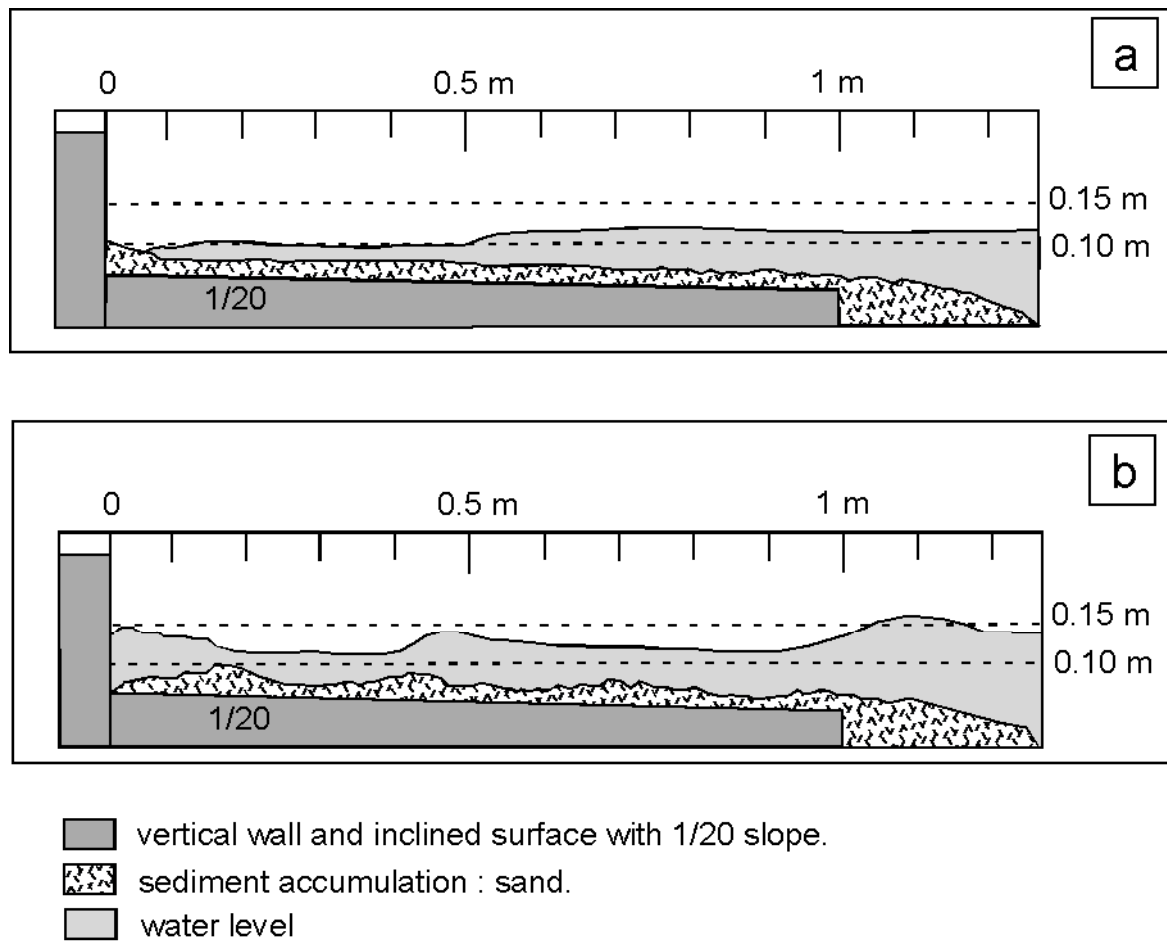 a
0 0.5 m 1 m
0.15 m
0.10 m
1/20
b
0 0.5 m 1 m
0.15 m
0.10 m
1/20
vertical wall and inclined surface with 1/20 slope.
sediment accumulation : sand.
water level